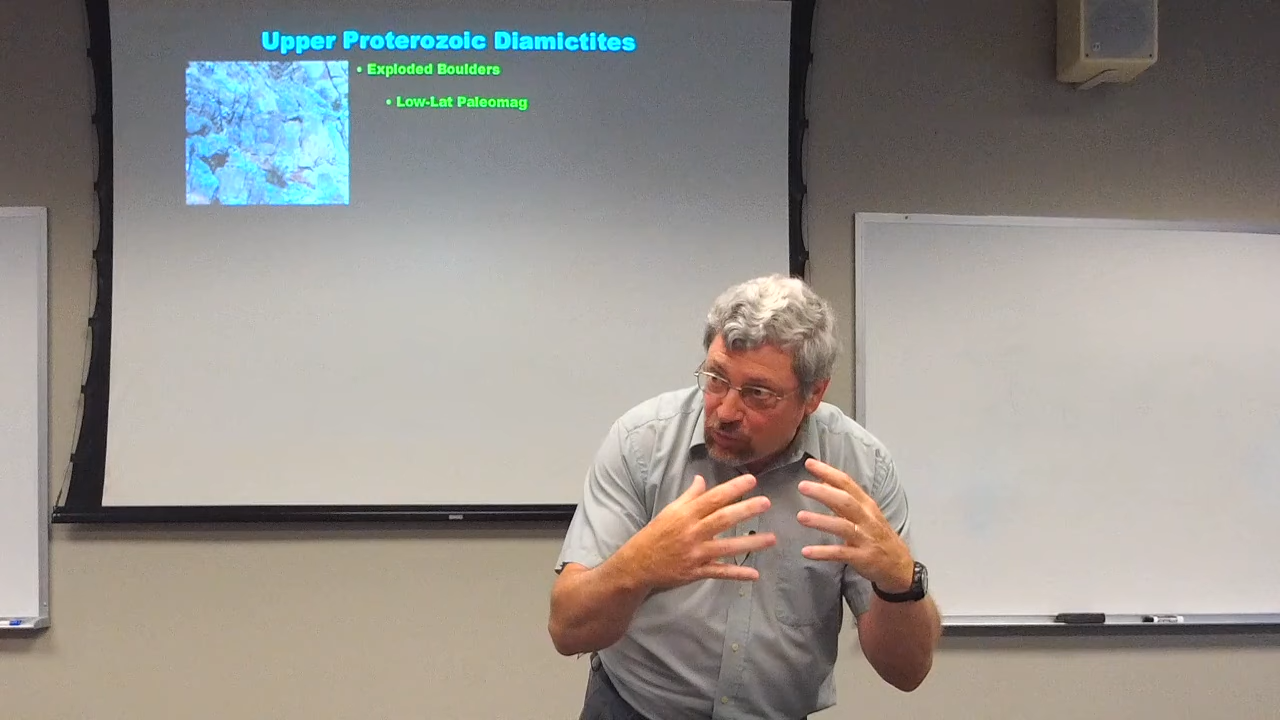 Upper Proterozoic Diamictites
• Exploded Boulders
• Low-Lat Paleomag